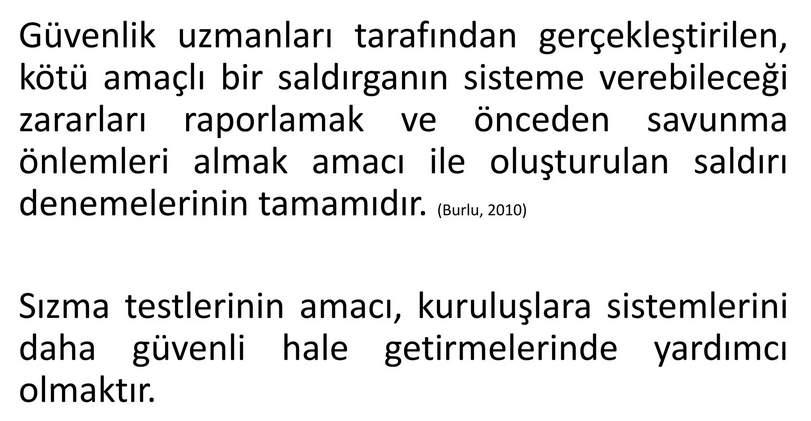 Güvenlik uzmanları tarafından gerçekleştirilen,
kötü amaçlı bir saldırganın sisteme verebileceği
zararları raporlamak ve önceden savunma
önlemleri almak amacı ile oluşturulan saldırı
denemelerinin tamamıdır. (Burlu, 2010)
Sızma testlerinin amacı, kuruluşlara sistemlerini
daha güvenli hale getirmelerinde yardımcı
olmaktır.